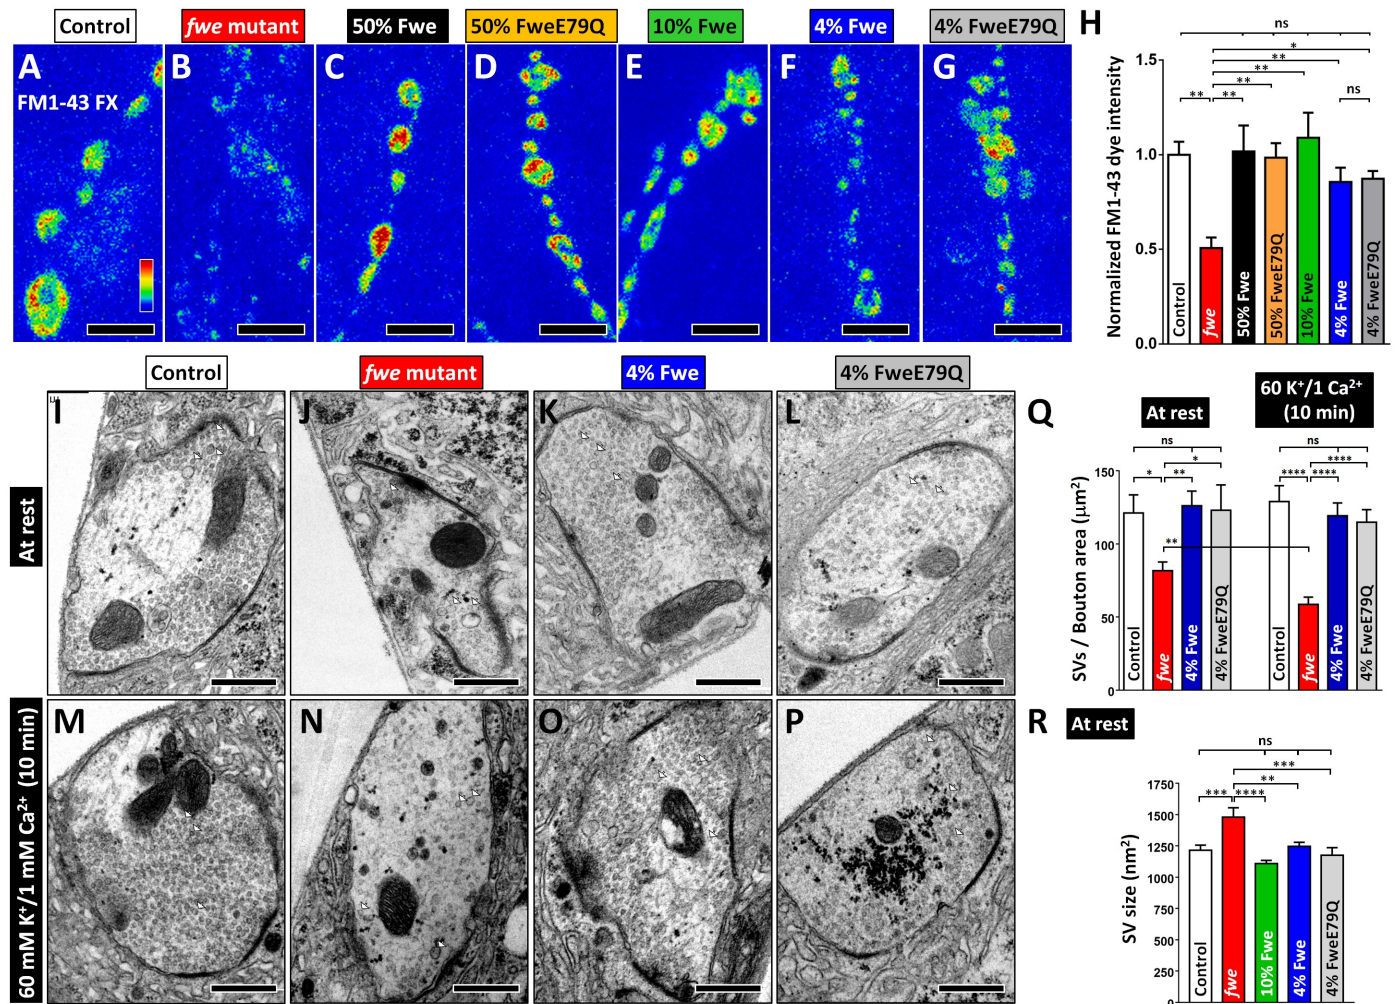 Control
fwe mutant
50% Fwe
50% FweE79Q
10% Fwe
4% Fwe
4% FweE79Q
A
B
C
D
E
F
G
FM1-43 FX
H
Normalized FM1-43 dye intensity
1.5
1.0
0.5
0.0
ns
*
**
**
**
** **
ns
Control
fwe
50% Fwe
50% FweE79Q
10% Fwe
4% Fwe
4% FweE79Q
Control
fwe mutant
4% Fwe
4% FweE79Q
At rest
I
J
K
L
60 mM K⁺/1 mM Ca²⁺ (10 min)
M
N
O
P
Q
At rest
60 K⁺/1 Ca²⁺
(10 min)
SVs / Bouton area (µm²)
150
100
50
0
ns
*
* **
**
ns
****
**** ****
Control
fwe
4% Fwe
4% FweE79Q
Control
fwe
4% Fwe
4% FweE79Q
R
At rest
SV size (nm²)
1750
1500
1250
1000
750
500
250
0
ns
***
**
*** ****
Control
fwe
10% Fwe
4% Fwe
4% FweE79Q